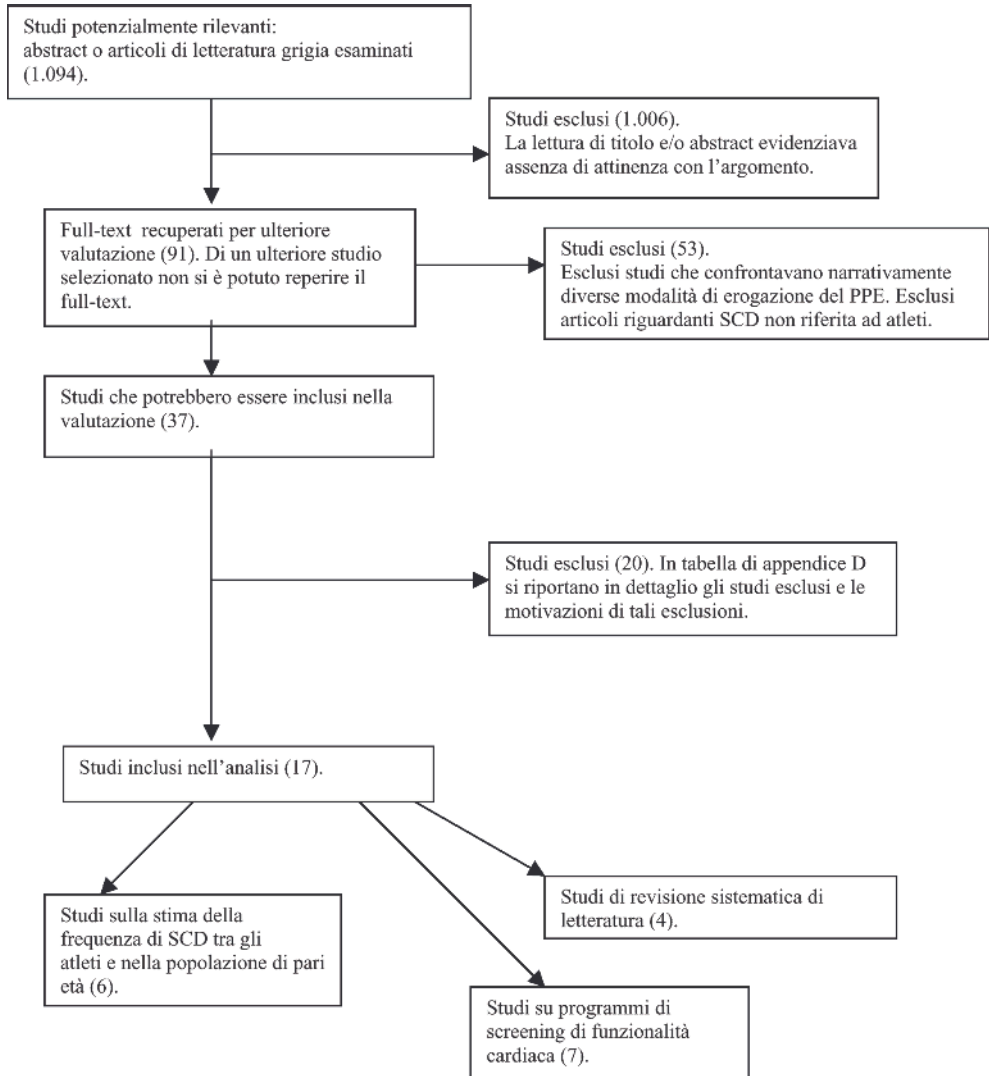 Studi potenzialmente rilevanti:
abstract o articoli di letteratura grigia esaminati
(1.094).
Studi esclusi (1.006).
La lettura di titolo e/o abstract evidenziava
assenza di attinenza con l'argomento.
Full-text recuperati per ulteriore
valutazione (91). Di un ulteriore studio
selezionato non si è potuto reperire il
full-text.
Studi esclusi (53).
Esclusi studi che confrontavano narrativamente
diverse modalità di erogazione del PPE. Esclusi
articoli riguardanti SCD non riferita ad atleti.
Studi che potrebbero essere inclusi nella
valutazione (37).
Studi esclusi (20). In tabella di appendice D
si riportano in dettaglio gli studi esclusi e le
motivazioni di tali esclusioni.
Studi inclusi nell'analisi (17).
Studi sulla stima della
frequenza di SCD tra gli
atleti e nella popolazione di pari
età (6).
Studi di revisione sistematica di
letteratura (4).
Studi su programmi di
screening di funzionalità
cardiaca (7).